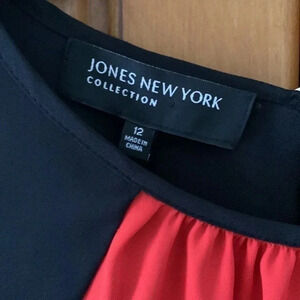 JONES NEW YORK
COLLECTION
12
MADE IN
CHINA